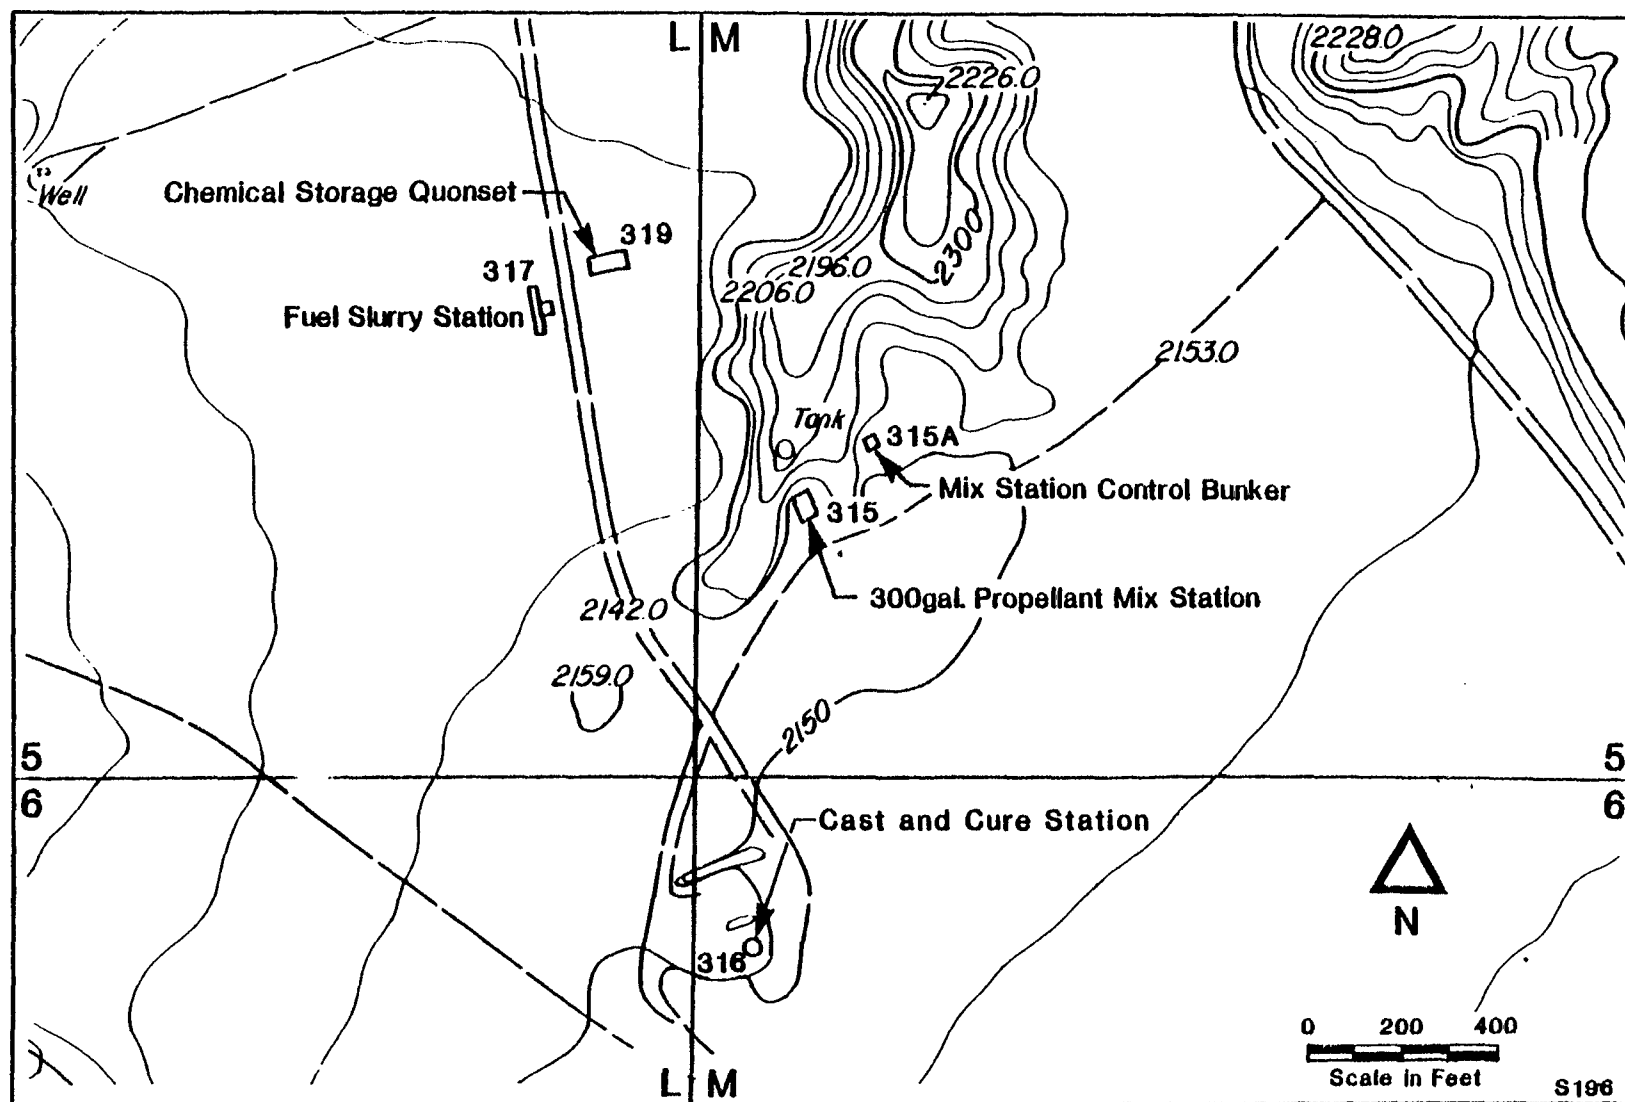 L M
2228.0
2226.0
Well
Chemical Storage Quonset
319
317
Fuel Slurry Station
2196.0
2206.0
2300
2153.0
Tank
315A
Mix Station Control Bunker
315
300gal. Propellant Mix Station
2142.0
2159.0
2150
5 5
6 6
Cast and Cure Station
316
N
0 200 400
Scale in Feet
L M
S196